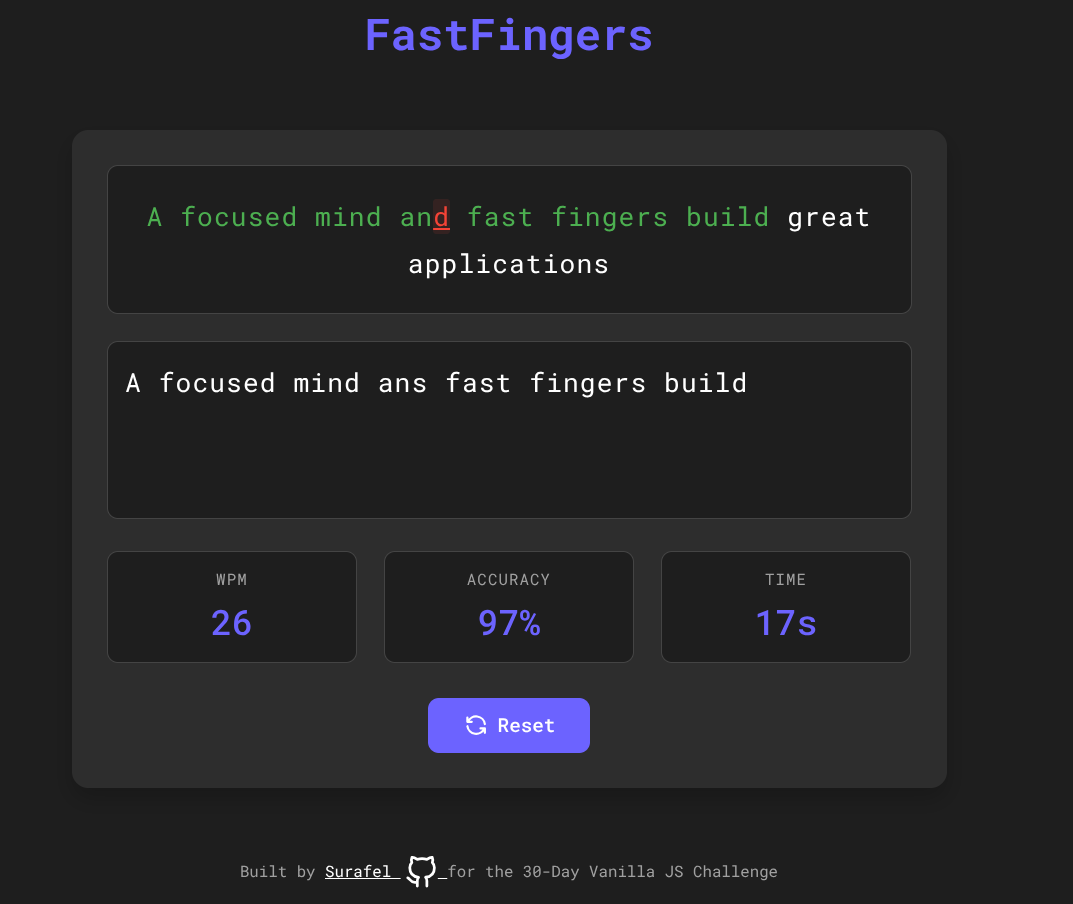 FastFingers
A focused mind and fast fingers build great
applications
A focused mind ans fast fingers build
WPM
26
ACCURACY
97%
TIME
17s
Reset
Built by Surafel for the 30-Day Vanilla JS Challenge